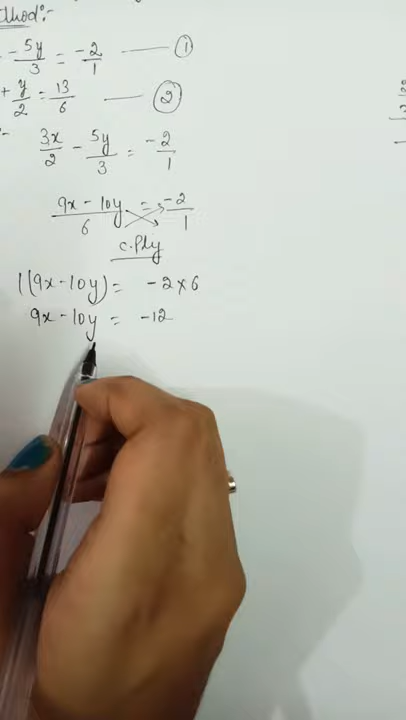 thod:-
- 5y/3 = -2/1 —— ①
+ y/2 = 13/6 —— ②
3x/2 - 5y/3 = -2/1
9x - 10y/6 = -2/1
c.Ply
1(9x-10y) = -2×6
9x-10y = -12